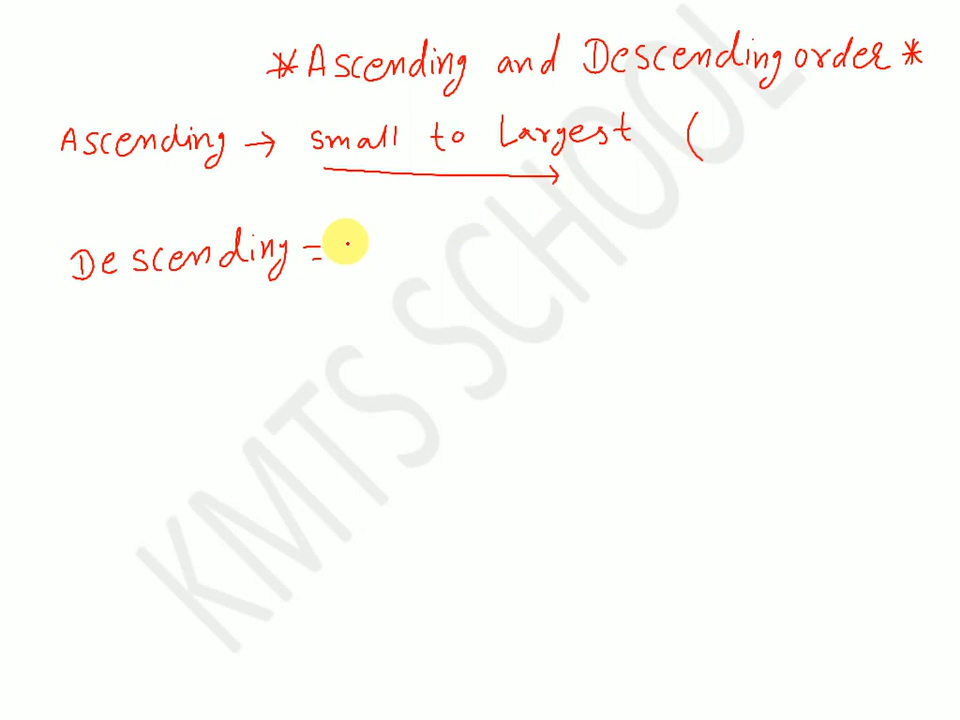 *Ascending and Descending order*
Ascending → small to Largest (
Descending =
KMTS SCHOOL